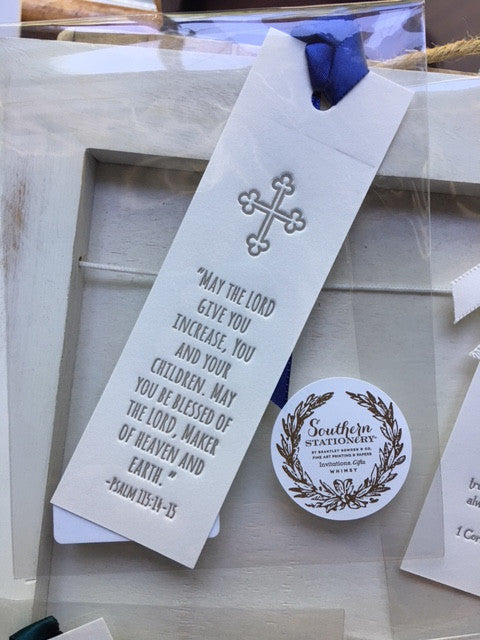 "MAY THE LORD
GIVE YOU
INCREASE, YOU
AND YOUR
CHILDREN. MAY
YOU BE BLESSED OF
THE LORD, MAKER
OF HEAVEN AND
EARTH."
-PSALM 115-14-15
Southern
STATIONERY
BY BRANTLEY BOWDEN & CO.
FINE ART PRINTING & PAPERS
Invitations, Gifts
WHIMSY
alw
1 Cor